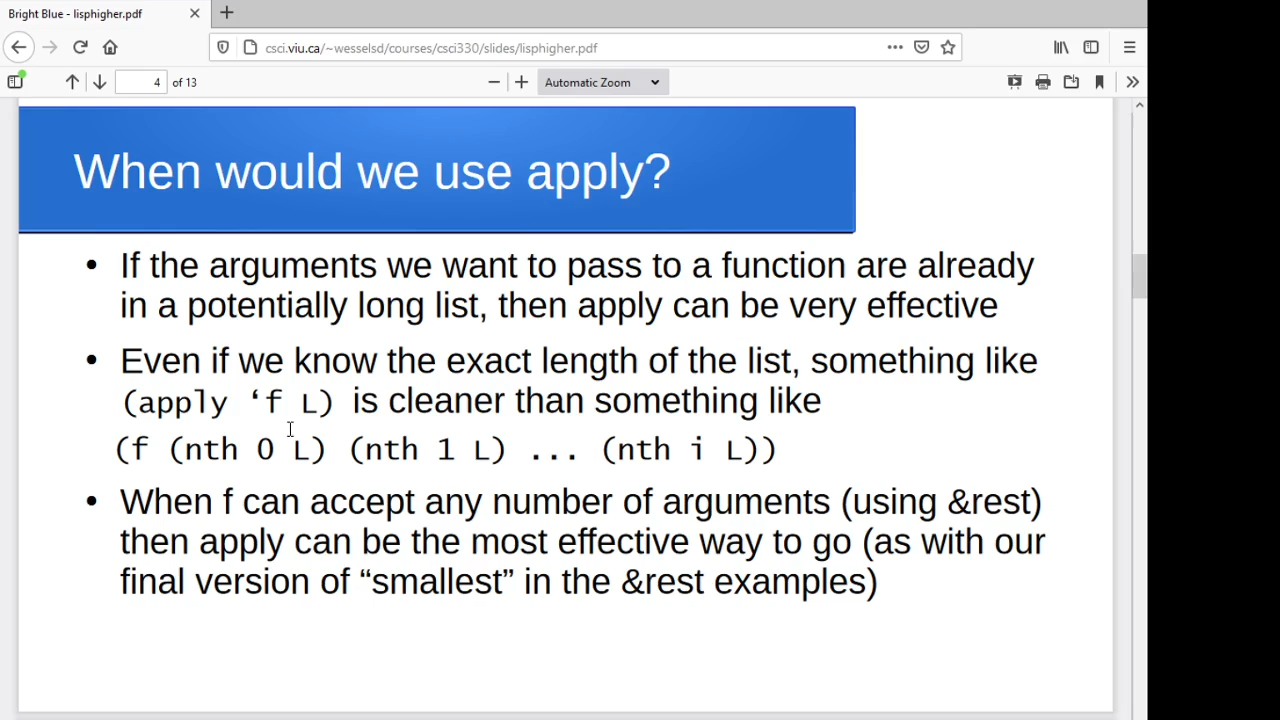 Bright Blue - lisphigher.pdf
csci.viu.ca/~wesselsd/courses/csci330/slides/lisphigher.pdf
4 of 13
Automatic Zoom
When would we use apply?
• If the arguments we want to pass to a function are already
in a potentially long list, then apply can be very effective
• Even if we know the exact length of the list, something like
(apply ‘f L) is cleaner than something like
(f (nth 0 L) (nth 1 L) ... (nth i L))
• When f can accept any number of arguments (using &rest)
then apply can be the most effective way to go (as with our
final version of “smallest” in the &rest examples)